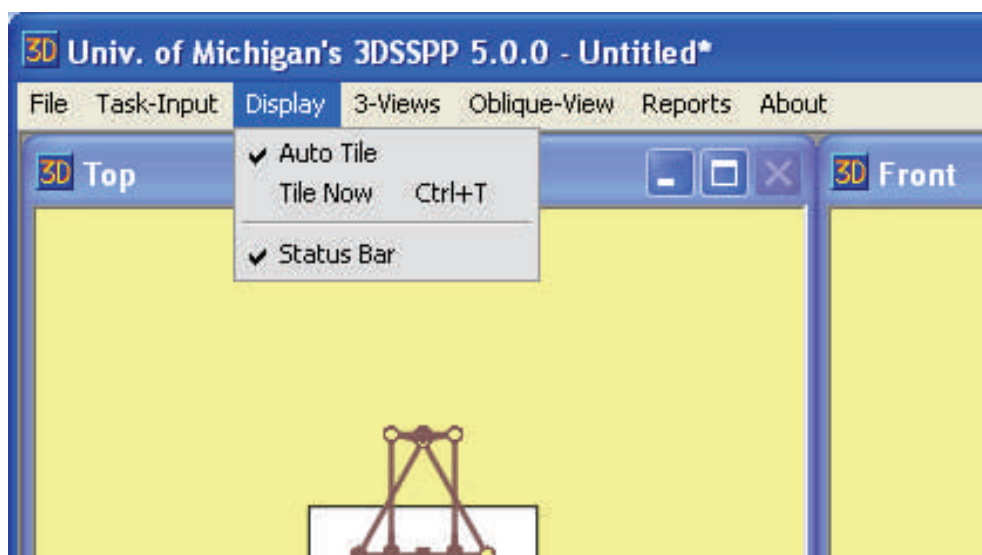 3D Univ. of Michigan's 3DSSPP 5.0.0 - Untitled*
File Task-Input Display 3-Views Oblique-View Reports About
3D Top
Auto Tile
Tile Now Ctrl+T
Status Bar
3D Front